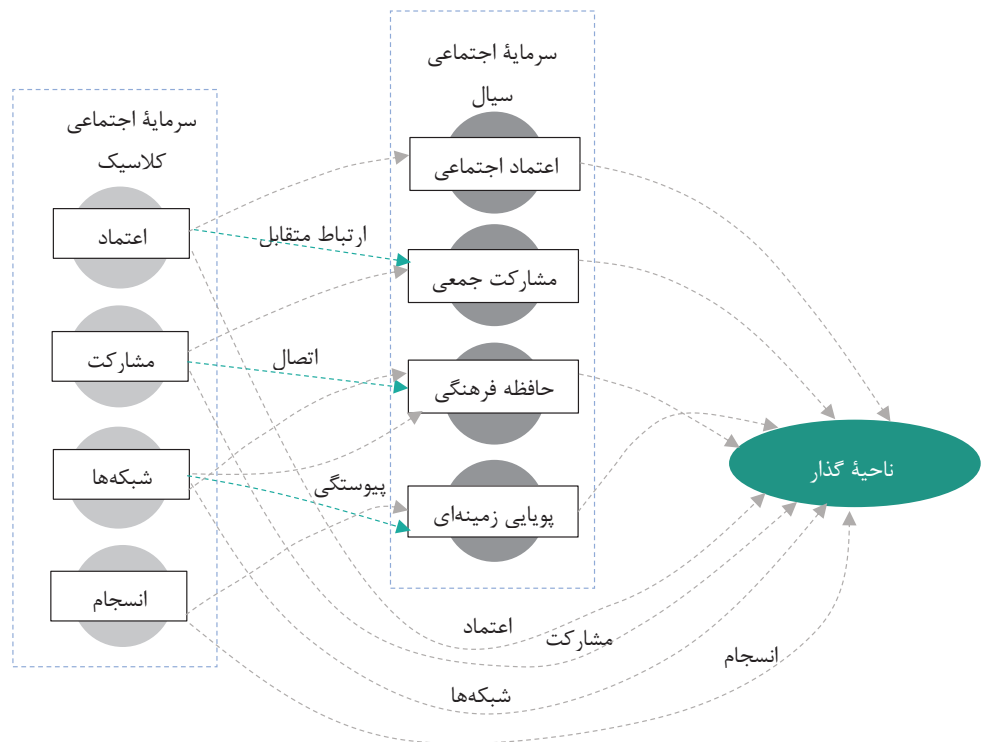 سرمایهٔ اجتماعی
کلاسیک
اعتماد
مشارکت
شبکه‌ها
انسجام
سرمایهٔ اجتماعی
سیال
اعتماد اجتماعی
مشارکت جمعی
حافظه فرهنگی
پویایی زمینه‌ای
ارتباط متقابل
اتصال
پیوستگی
ناحیهٔ گذار
اعتماد
مشارکت
شبکه‌ها
انسجام